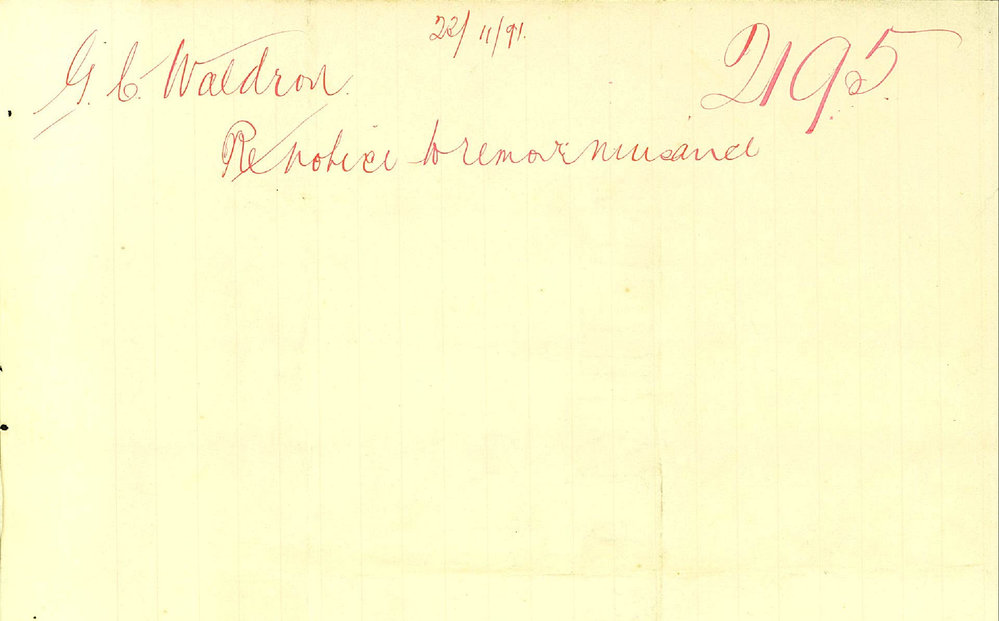 22/11/91.
G. C. Waldron.
2195
Re notice to remove nuisance